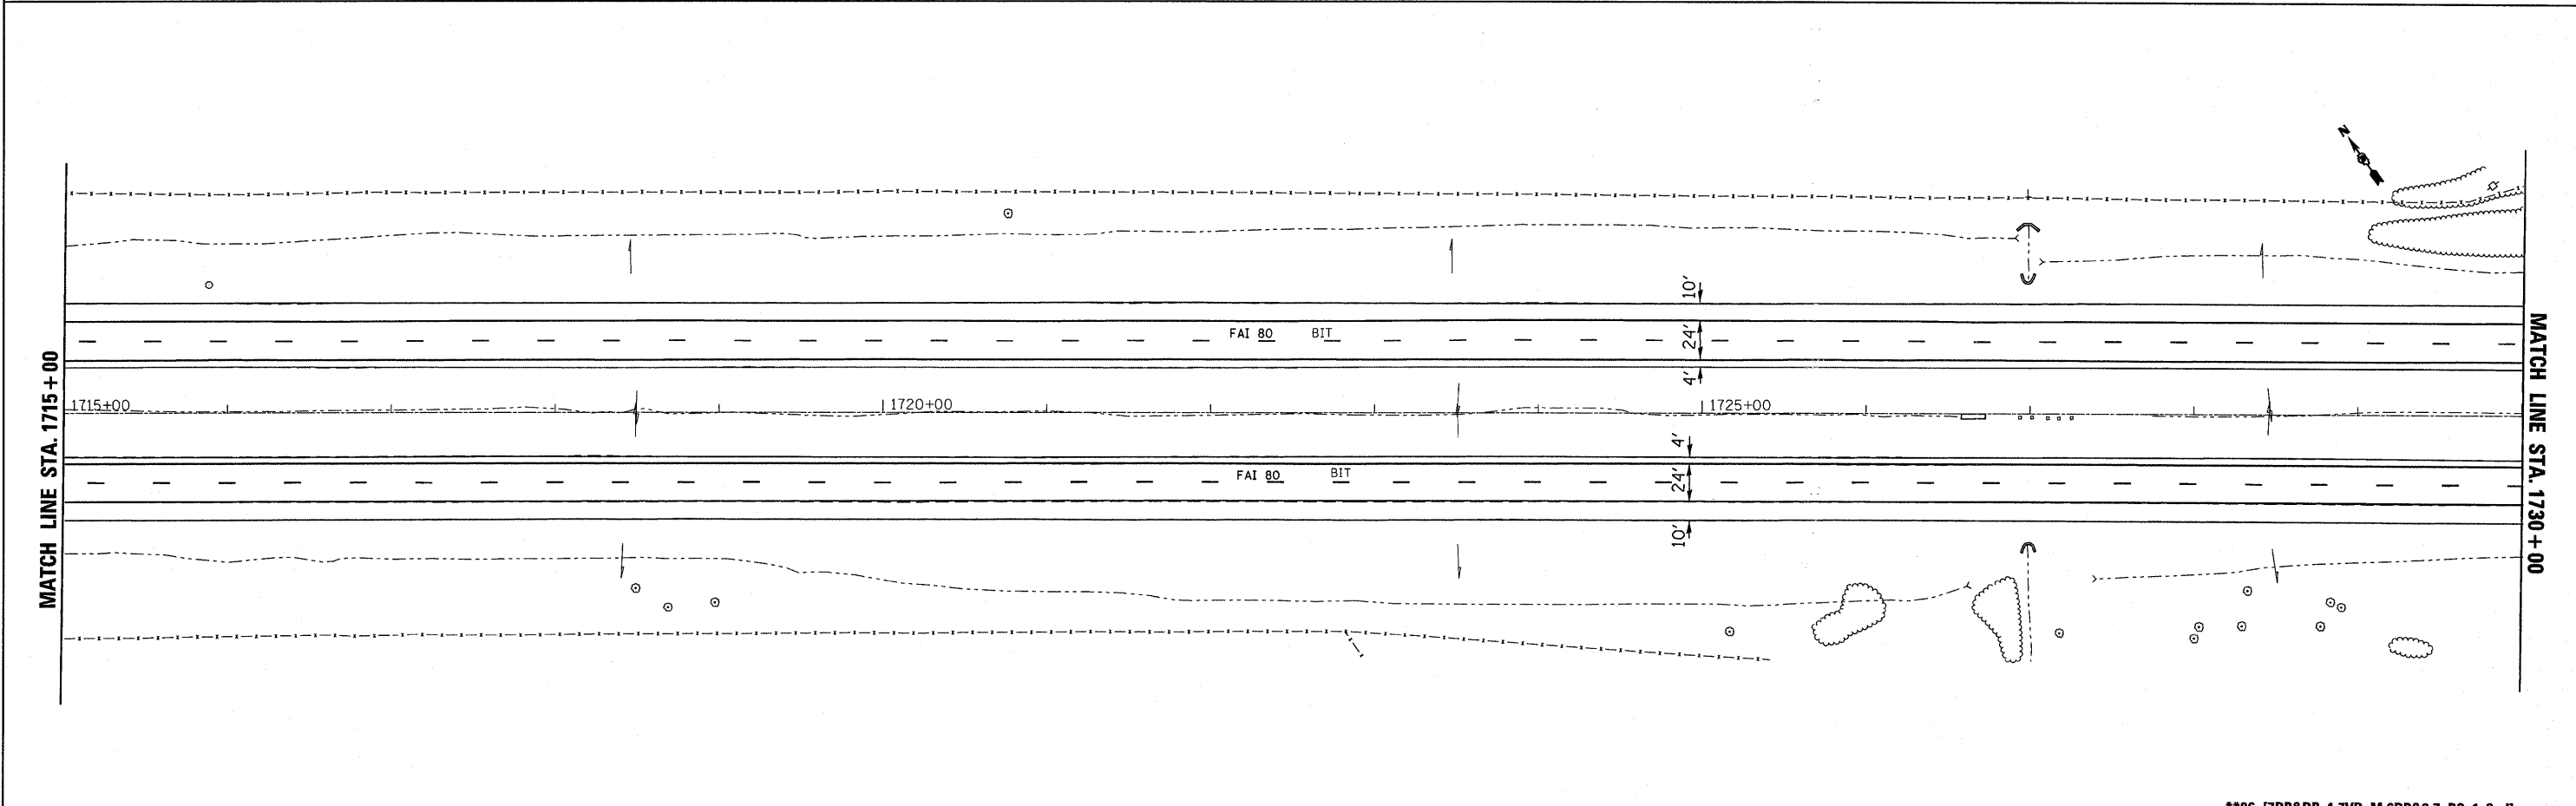 N
10'
FAI 80 BIT
24'
4'
MATCH LINE STA. 1715+00
1715+00
1720+00
1725+00
MATCH LINE STA. 1730+00
4'
FAI 80 BIT
24'
10'